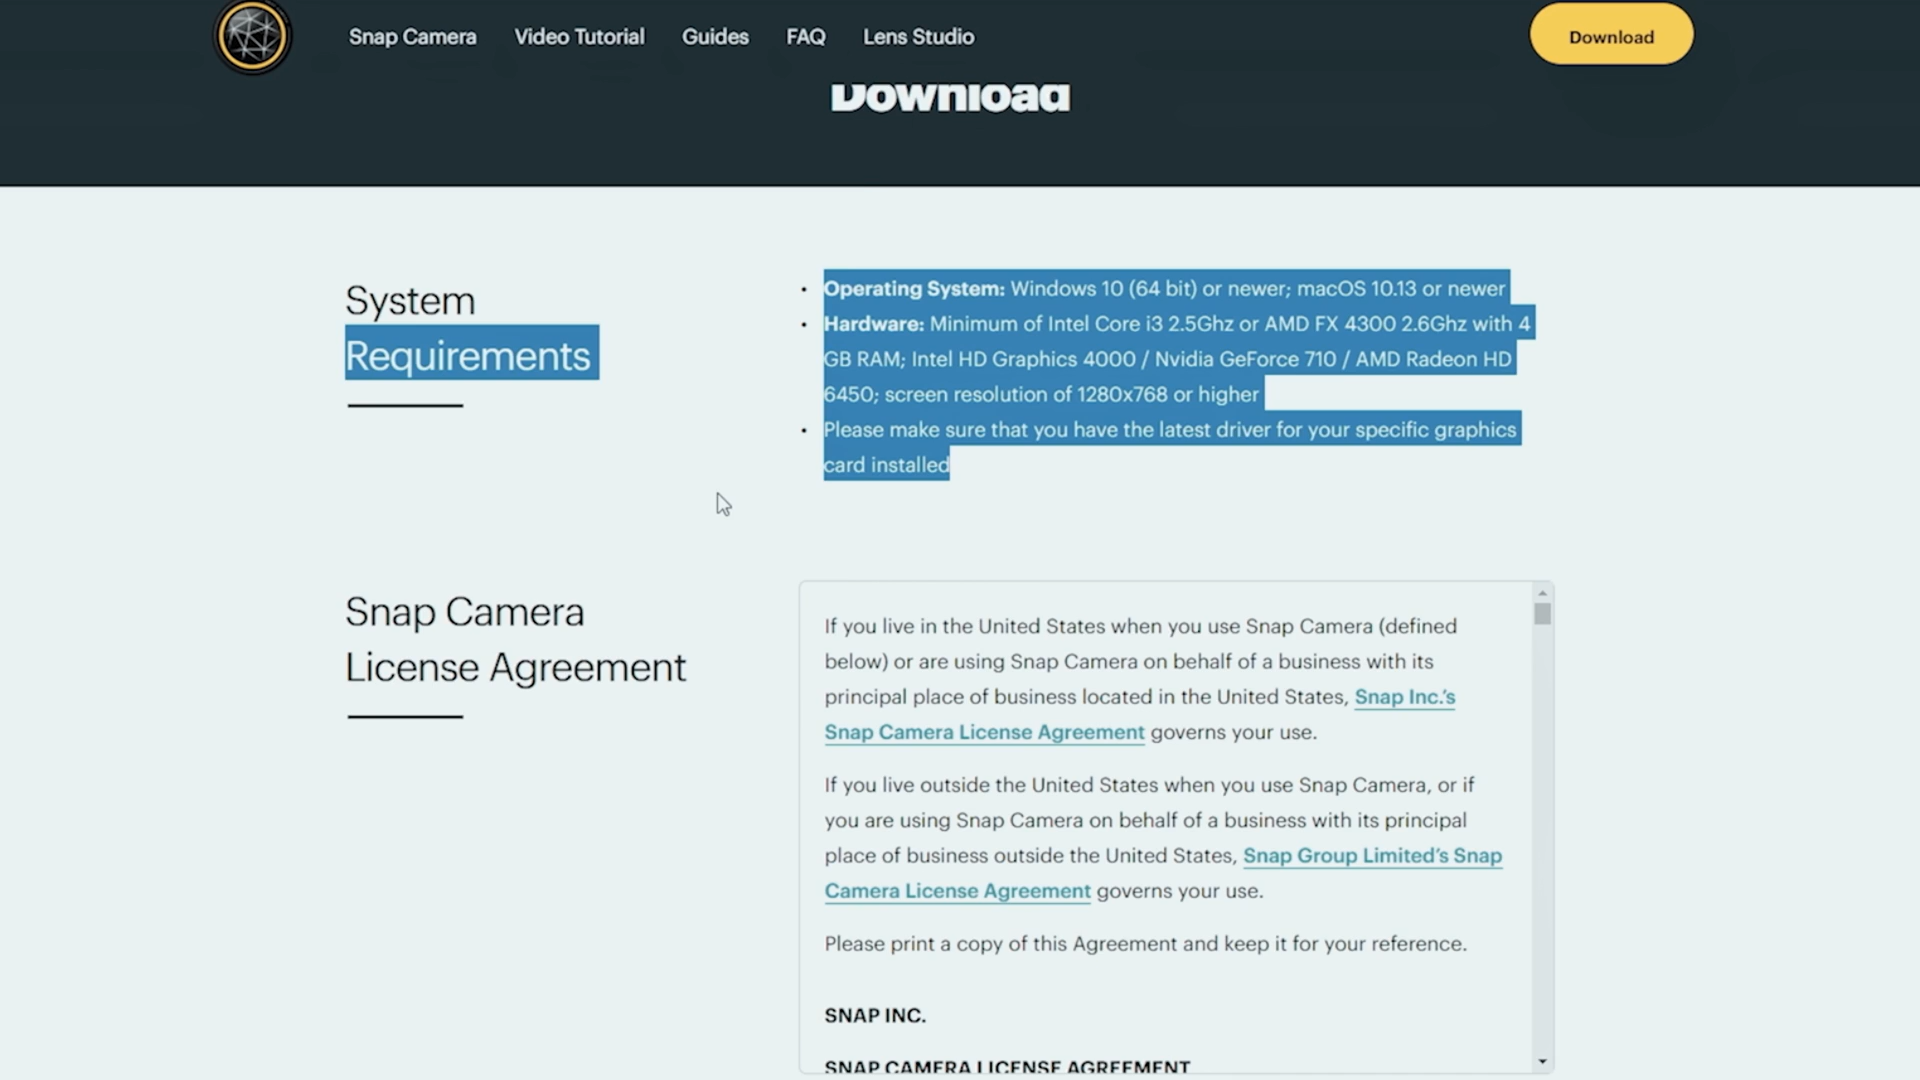 Snap Camera Video Tutorial Guides FAQ Lens Studio Download
Download
System
Requirements
• Operating System: Windows 10 (64 bit) or newer; macOS 10.13 or newer
• Hardware: Minimum of Intel Core i3 2.5Ghz or AMD FX 4300 2.6Ghz with 4
GB RAM; Intel HD Graphics 4000 / Nvidia GeForce 710 / AMD Radeon HD
6450; screen resolution of 1280x768 or higher
• Please make sure that you have the latest driver for your specific graphics
card installed
Snap Camera
License Agreement
If you live in the United States when you use Snap Camera (defined
below) or are using Snap Camera on behalf of a business with its
principal place of business located in the United States, Snap Inc.’s
Snap Camera License Agreement governs your use.
If you live outside the United States when you use Snap Camera, or if
you are using Snap Camera on behalf of a business with its principal
place of business outside the United States, Snap Group Limited’s Snap
Camera License Agreement governs your use.
Please print a copy of this Agreement and keep it for your reference.
SNAP INC.
SNAP CAMERA LICENSE AGREEMENT